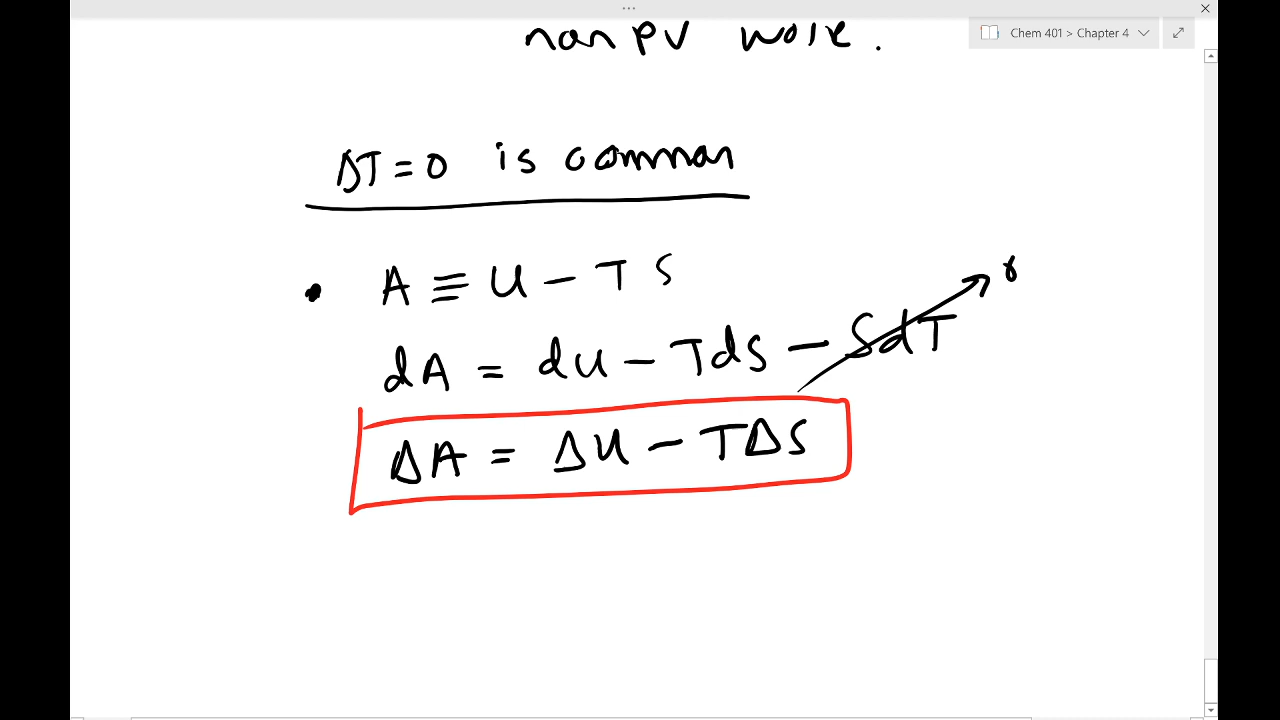 non PV work.
Chem 401 > Chapter 4
ΔT = 0 is common
• A ≡ U - TS
dA = dU - TdS - SdT
ΔA = ΔU - TΔS